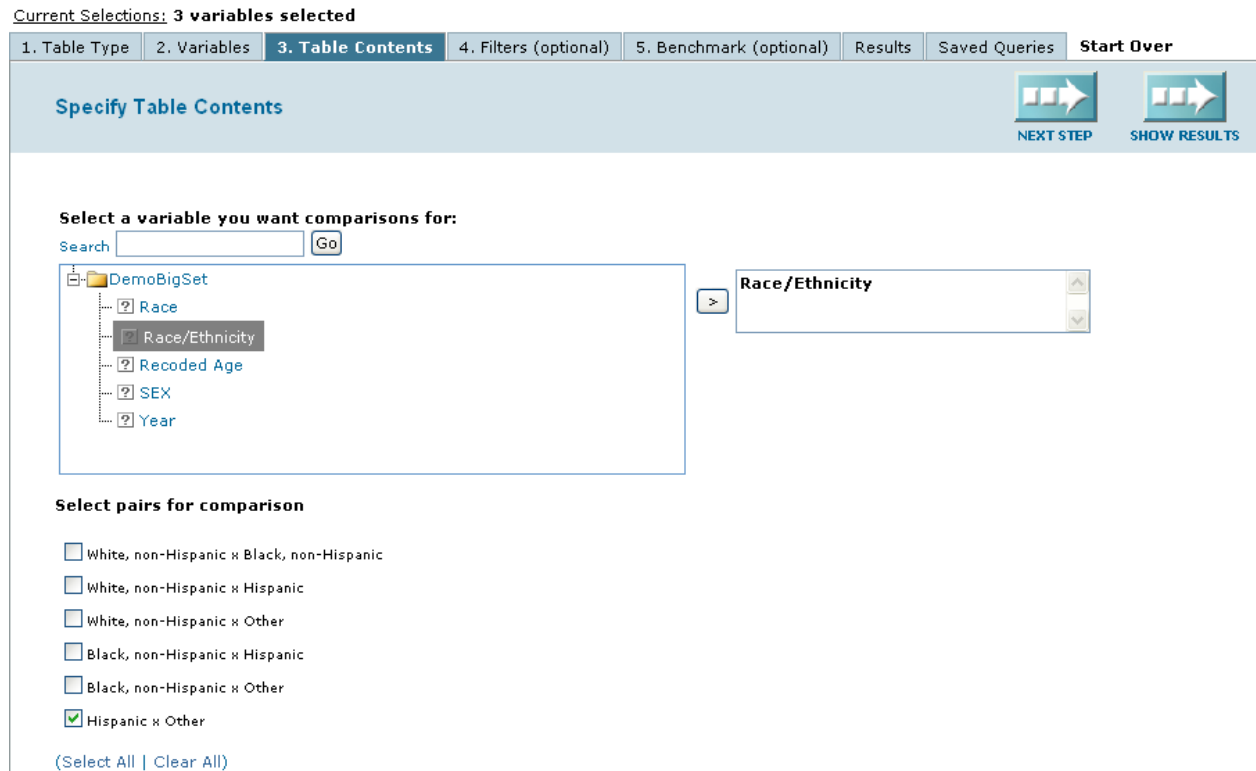 Current Selections: 3 variables selected
1. Table Type 2. Variables 3. Table Contents 4. Filters (optional) 5. Benchmark (optional) Results Saved Queries Start Over
Specify Table Contents
NEXT STEP SHOW RESULTS
Select a variable you want comparisons for:
Search Go
DemoBigSet
? Race
? Race/Ethnicity
? Recoded Age
? SEX
? Year
>
Race/Ethnicity
Select pairs for comparison
White, non-Hispanic x Black, non-Hispanic
White, non-Hispanic x Hispanic
White, non-Hispanic x Other
Black, non-Hispanic x Hispanic
Black, non-Hispanic x Other
Hispanic x Other
(Select All | Clear All)